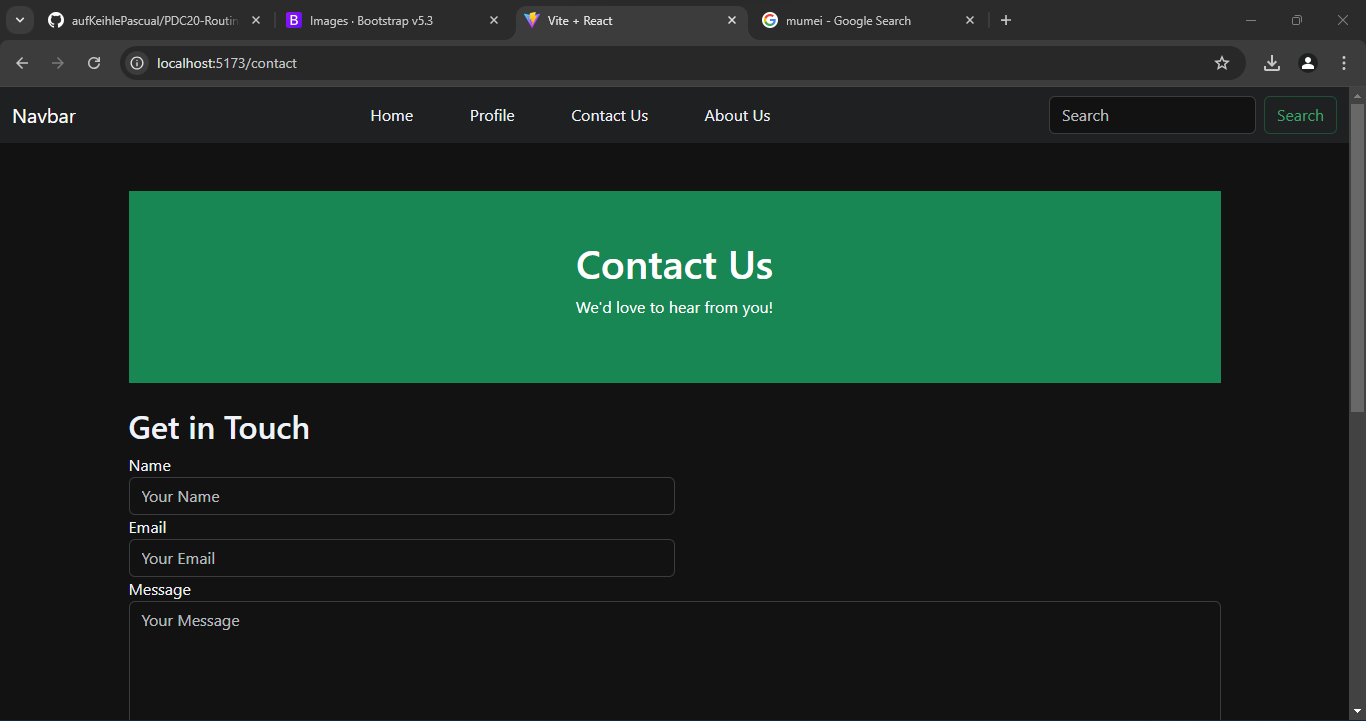 aufKeihlePascual/PDC20-Routin
Images · Bootstrap v5.3
Vite + React
mumei - Google Search
localhost:5173/contact
Navbar Home Profile Contact Us About Us Search Search
Contact Us
We'd love to hear from you!
Get in Touch
Name
Your Name
Email
Your Email
Message
Your Message